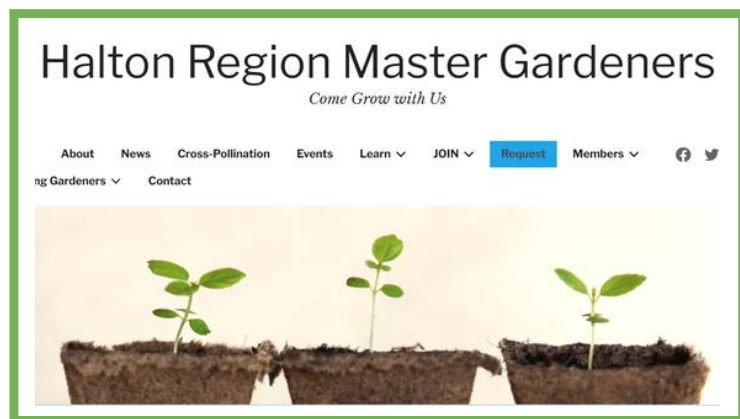 Halton Region Master Gardeners
Come Grow with Us
About News Cross-Pollination Events Learn JOIN Request Members
ng Gardeners Contact